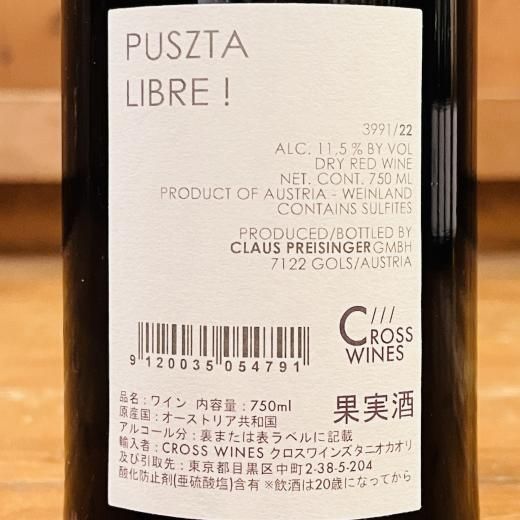 PUSZTA
LIBRE !
3991/22
ALC. 11,5 % BY VOL
DRY RED WINE
NET. CONT. 750 ML
PRODUCT OF AUSTRIA - WEINLAND
CONTAINS SULFITES
PRODUCED/BOTTLED BY
CLAUS PREISINGER GMBH
7122 GOLS/AUSTRIA
C///
ROSS
WINES
9 120035 054791
品名 : ワイン 内容量 : 750ml
原産国 : オーストリア共和国
果実酒
アルコール分 : 裏または表ラベルに記載
輸入者 : CROSS WINES クロスワインズタニオカオリ
及び引取先 : 東京都目黒区中町2-38-5-204
酸化防止剤(亜硫酸塩)含有 ※飲酒は20歳になってから